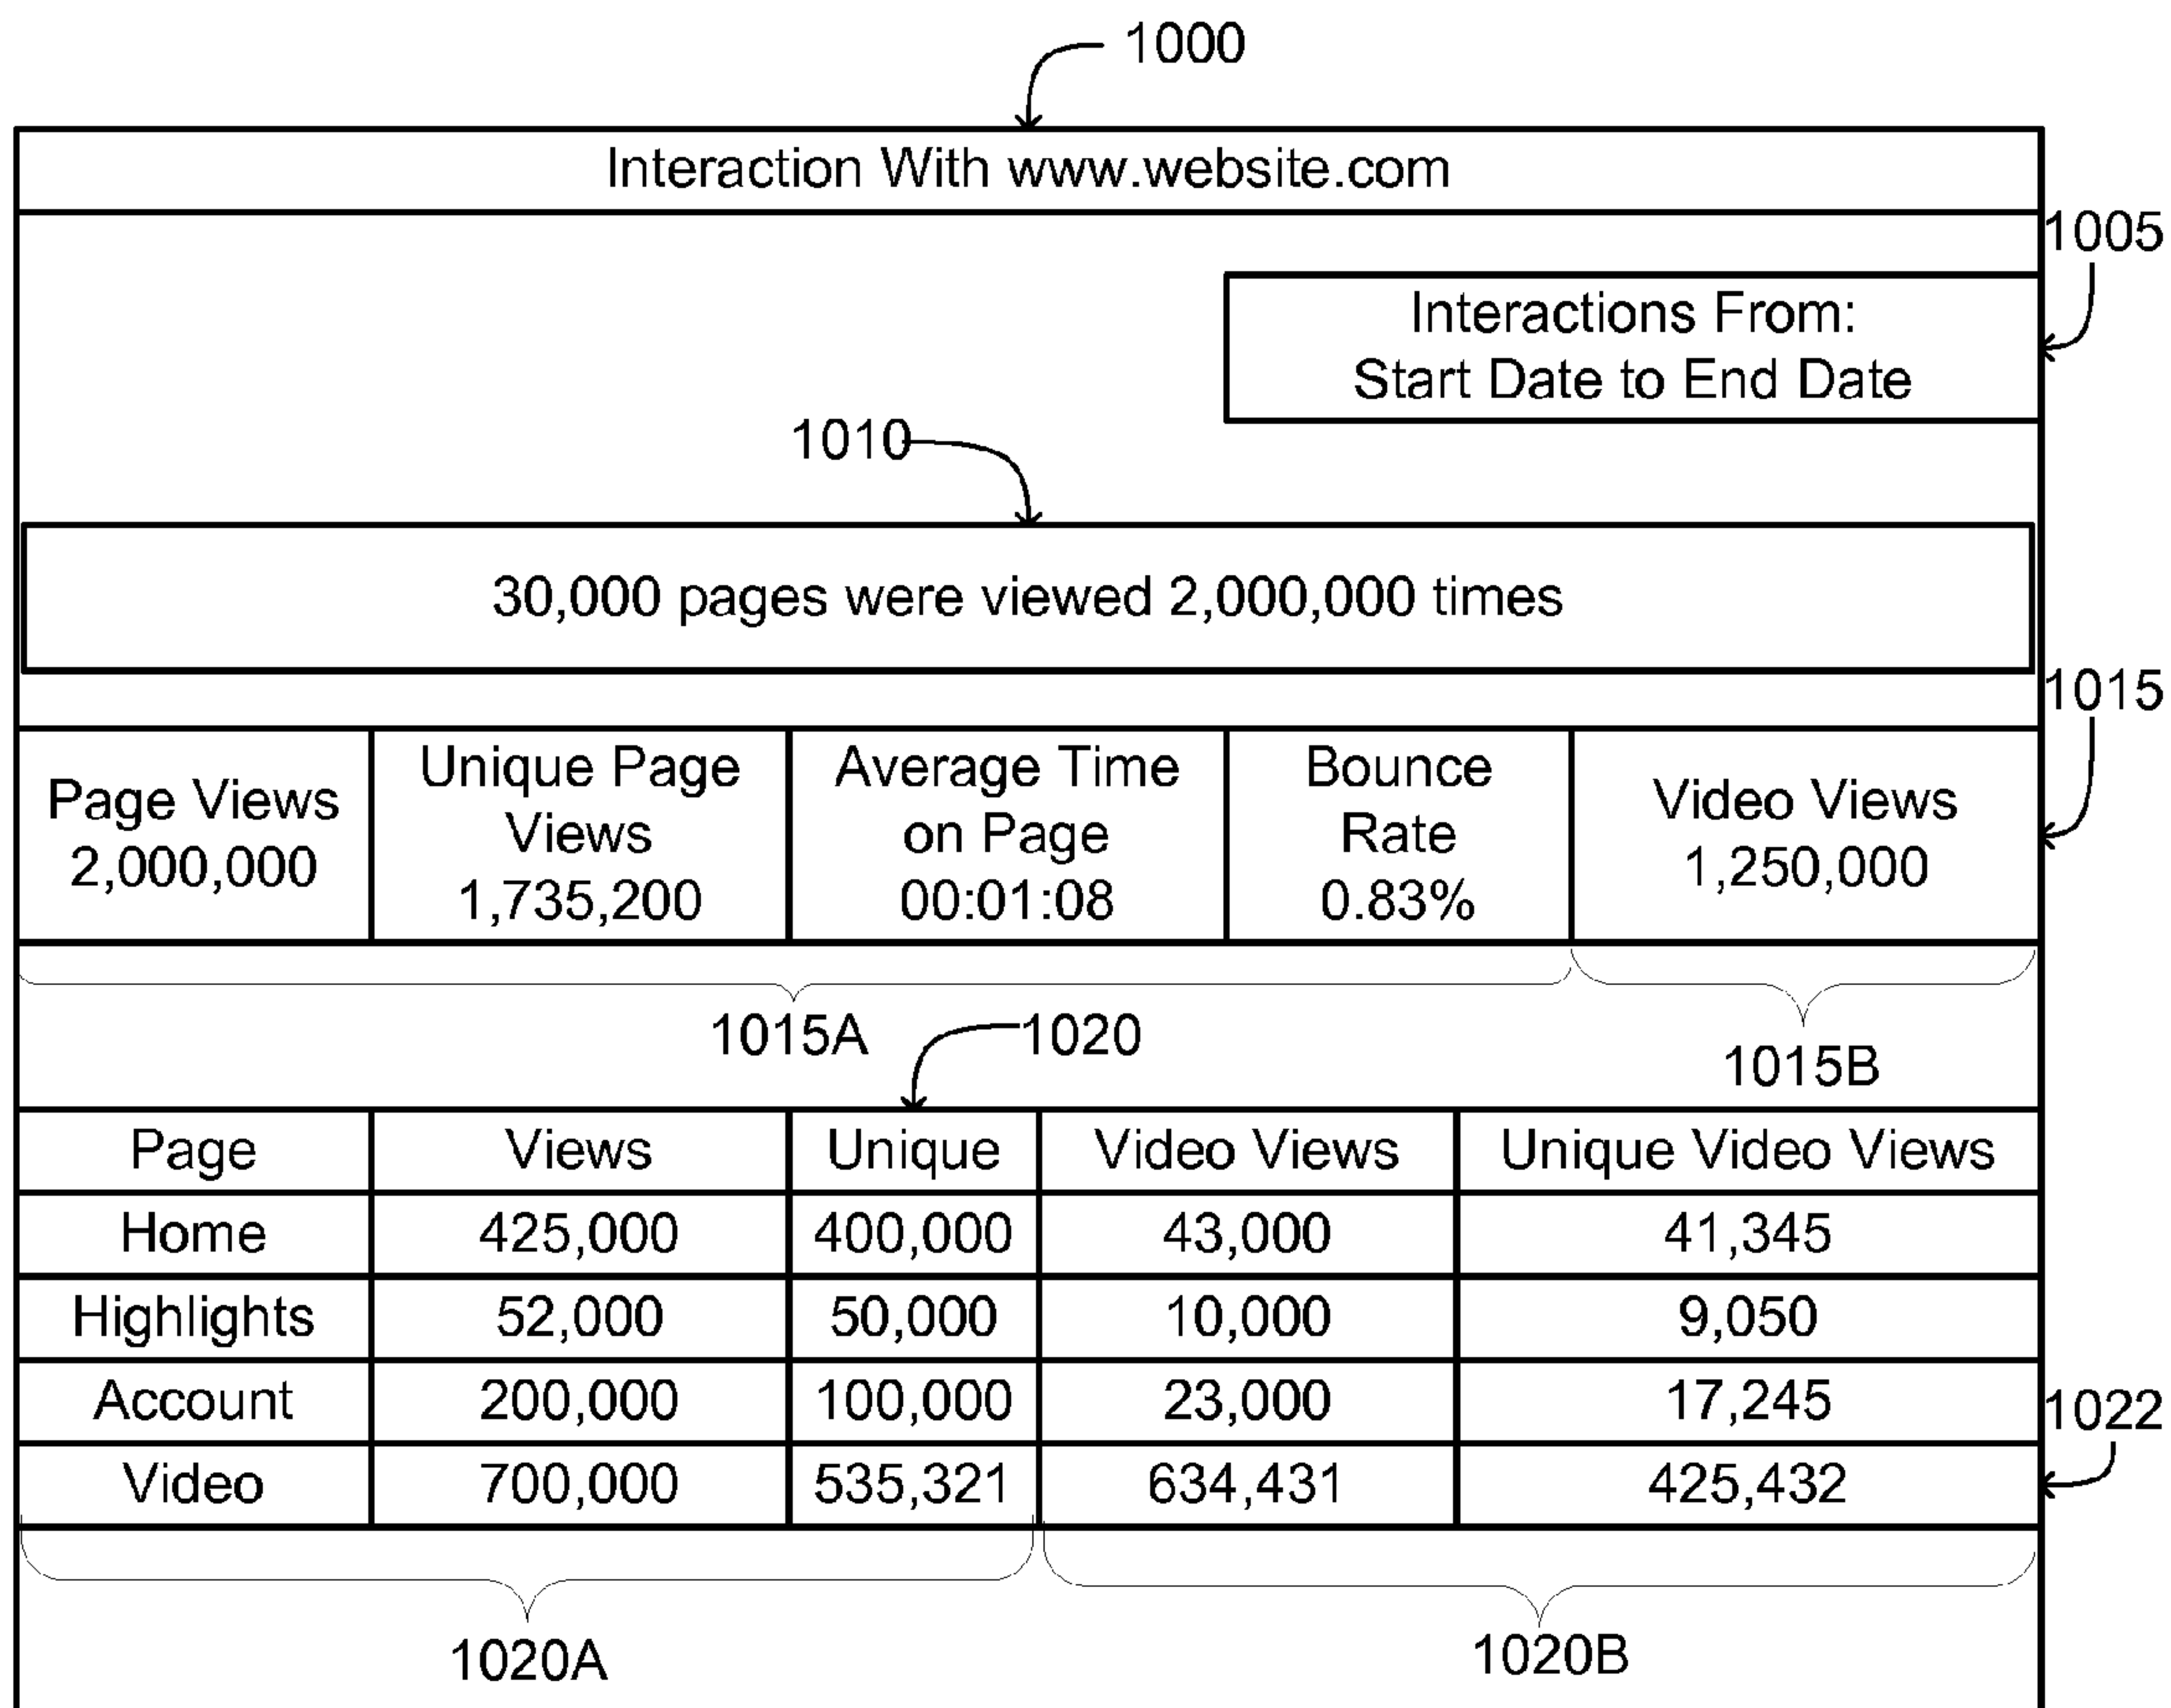 1000
Interaction With www.website.com
1005
Interactions From:
Start Date to End Date
1010
30,000 pages were viewed 2,000,000 times
1015
Page Views
2,000,000
Unique Page
Views
1,735,200
Average Time
on Page
00:01:08
Bounce
Rate
0.83%
Video Views
1,250,000
1015A
1020
1015B
Page Views Unique Video Views Unique Video Views
Home 425,000 400,000 43,000 41,345
Highlights 52,000 50,000 10,000 9,050
Account 200,000 100,000 23,000 17,245
1022
Video 700,000 535,321 634,431 425,432
1020A
1020B